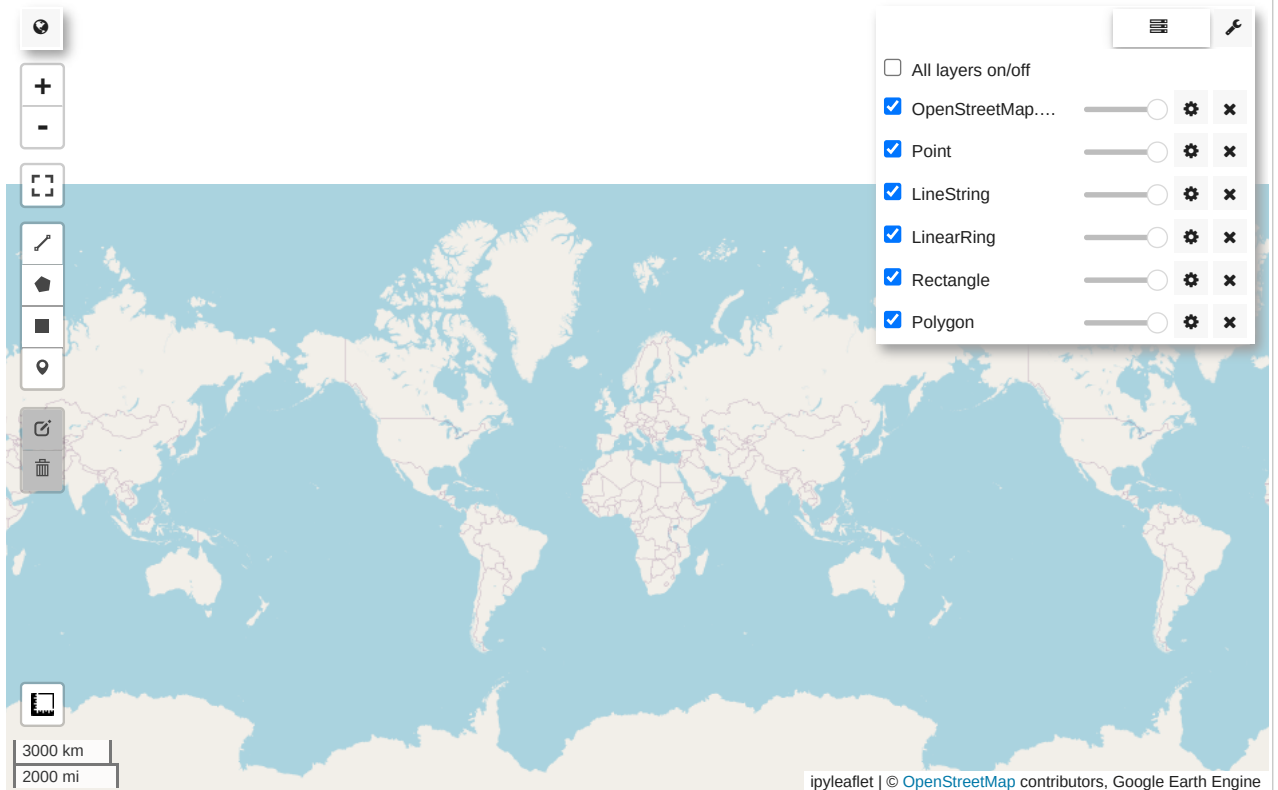 All layers on/off
OpenStreetMap....
Point
LineString
LinearRing
Rectangle
Polygon
3000 km
2000 mi
ipyleaflet | © OpenStreetMap contributors, Google Earth Engine